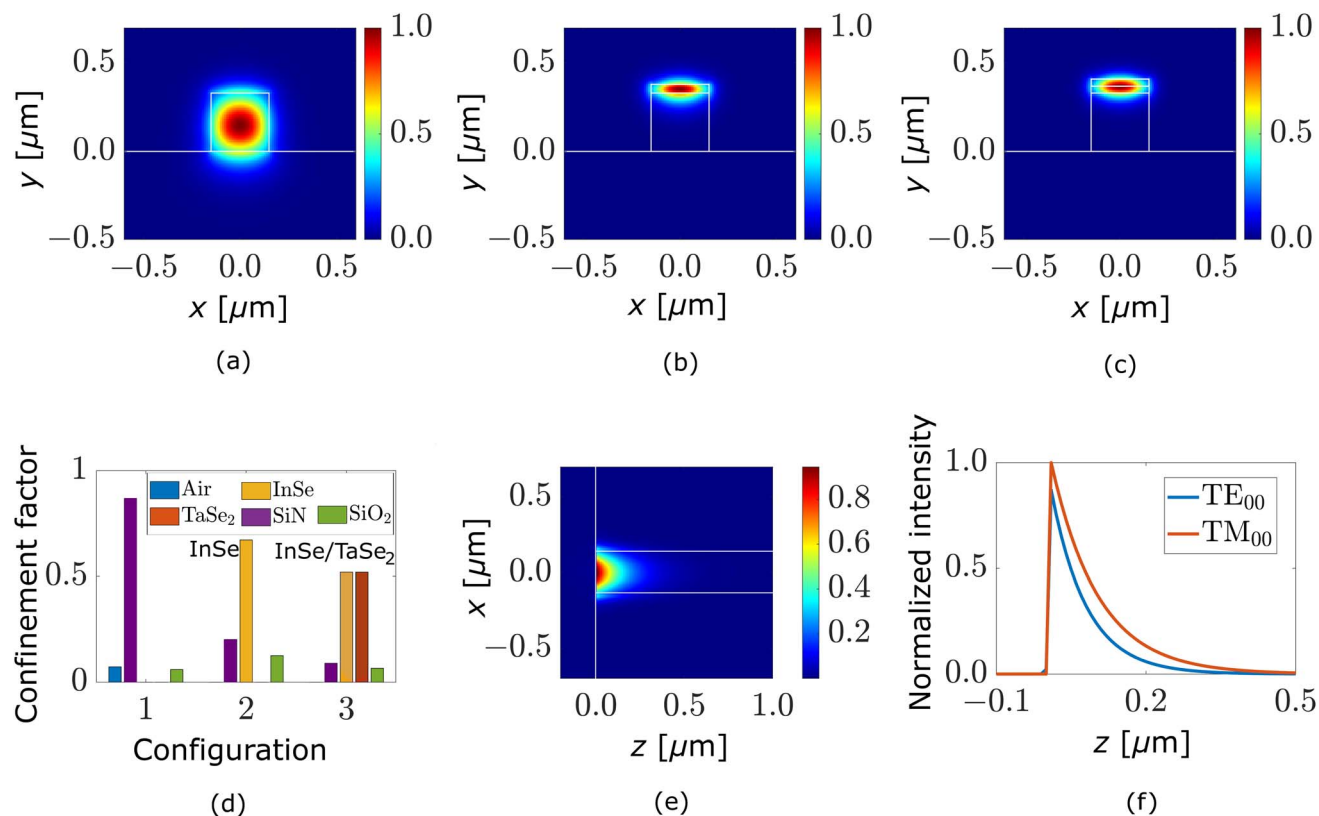 1.0
0.5
0.0
0.5
0.0
−0.5
−0.5 0.0 0.5
y [μm]
x [μm]
(a)
1.0
0.5
0.0
0.5
0.0
−0.5
−0.5 0.0 0.5
y [μm]
x [μm]
(b)
1.0
0.5
0.0
0.5
0.0
−0.5
−0.5 0.0 0.5
y [μm]
x [μm]
(c)
Confinement factor
1
0.5
0
Air InSe
TaSe₂ SiN SiO₂
InSe InSe/TaSe₂
1 2 3
Configuration
(d)
x [μm]
0.5
0.0
−0.5
0.8
0.6
0.4
0.2
0.0 0.5 1.0
z [μm]
(e)
Normalized intensity
1.0
0.5
0.0
TE₀₀
TM₀₀
−0.1 0.2 0.5
z [μm]
(f)